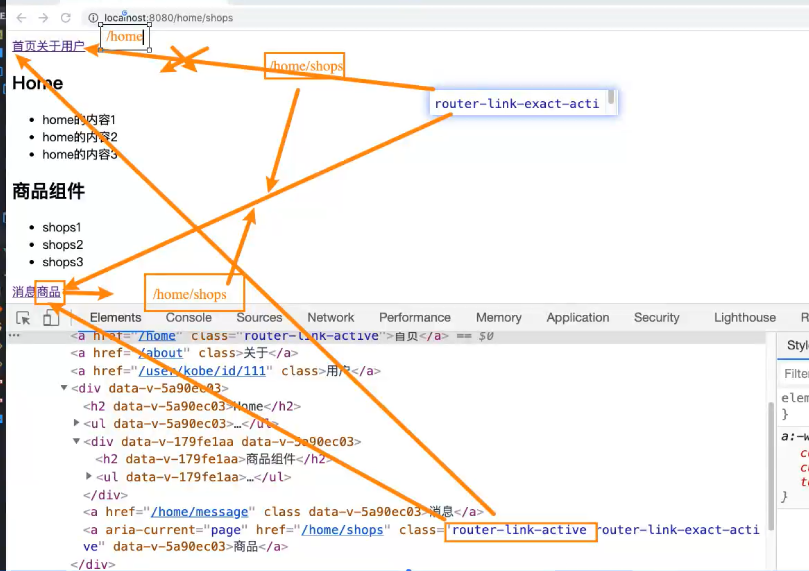 localhost:8080/home/shops
/home
首页关于用户
/home/shops
Home
router-link-exact-acti
home的内容1
home的内容2
home的内容3
商品组件
shops1
shops2
shops3
消息商品
/home/shops
Elements Console Sources Network Performance Memory Application Security Lighthouse R
<a href="/home" class="router-link-active">首页</a> == $0
<a href="/about" class>关于</a>
<a href="/user/kobe/id/111" class>用户</a>
<div data-v-5a90ec03>
<h2 data-v-5a90ec03>Home</h2>
<ul data-v-5a90ec03>…</ul>
<div data-v-179fe1aa data-v-5a90ec03>
<h2 data-v-179fe1aa>商品组件</h2>
<ul data-v-179fe1aa>…</ul>
</div>
<a href="/home/message" class data-v-5a90ec03>消息</a>
<a aria-current="page" href="/home/shops" class="router-link-active router-link-exact-acti
ve" data-v-5a90ec03>商品</a>
</div>
Style
Filter
elem
}
a:-w
}